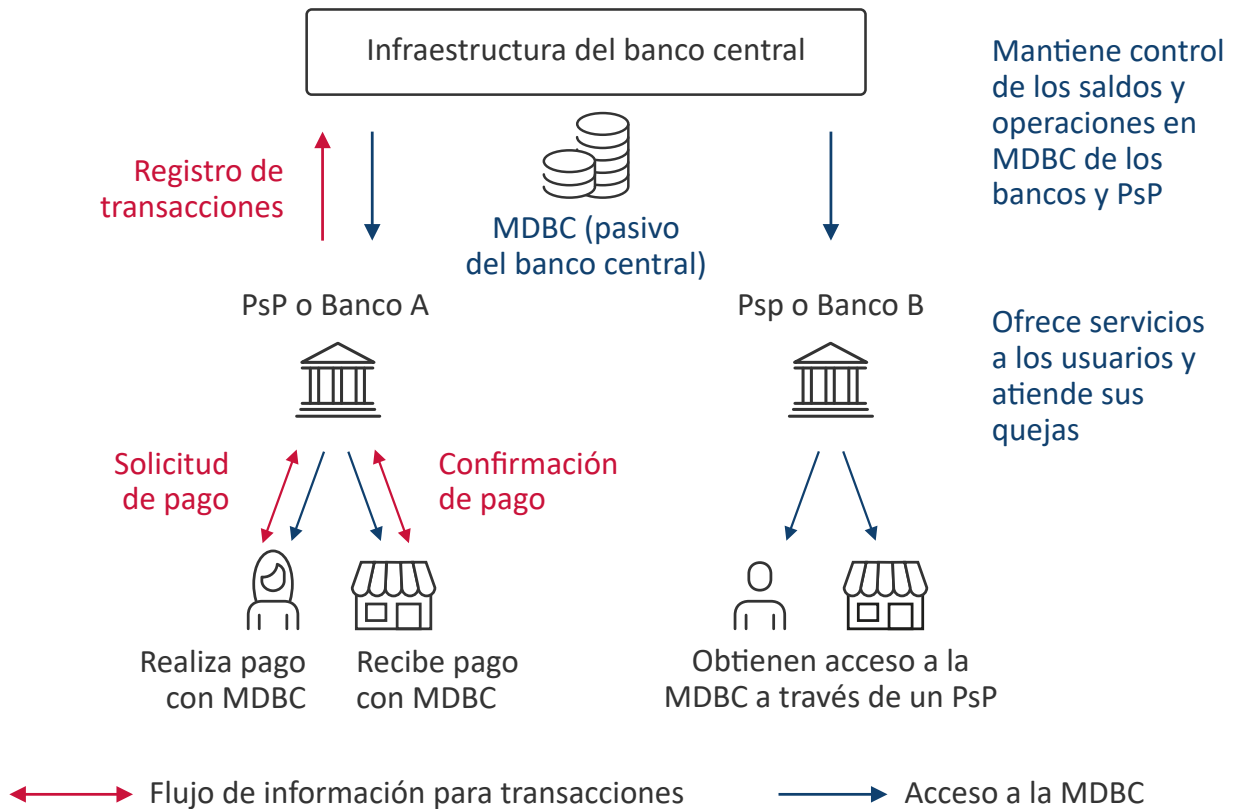 Infraestructura del banco central
Mantiene control
de los saldos y
operaciones en
MDBC de los
bancos y PsP
Registro de
transacciones
MDBC (pasivo
del banco central)
PsP o Banco A
Psp o Banco B
Ofrece servicios
a los usuarios y
atiende sus
quejas
Solicitud
de pago
Confirmación
de pago
Realiza pago
con MDBC
Recibe pago
con MDBC
Obtienen acceso a la
MDBC a través de un PsP
Flujo de información para transacciones
Acceso a la MDBC